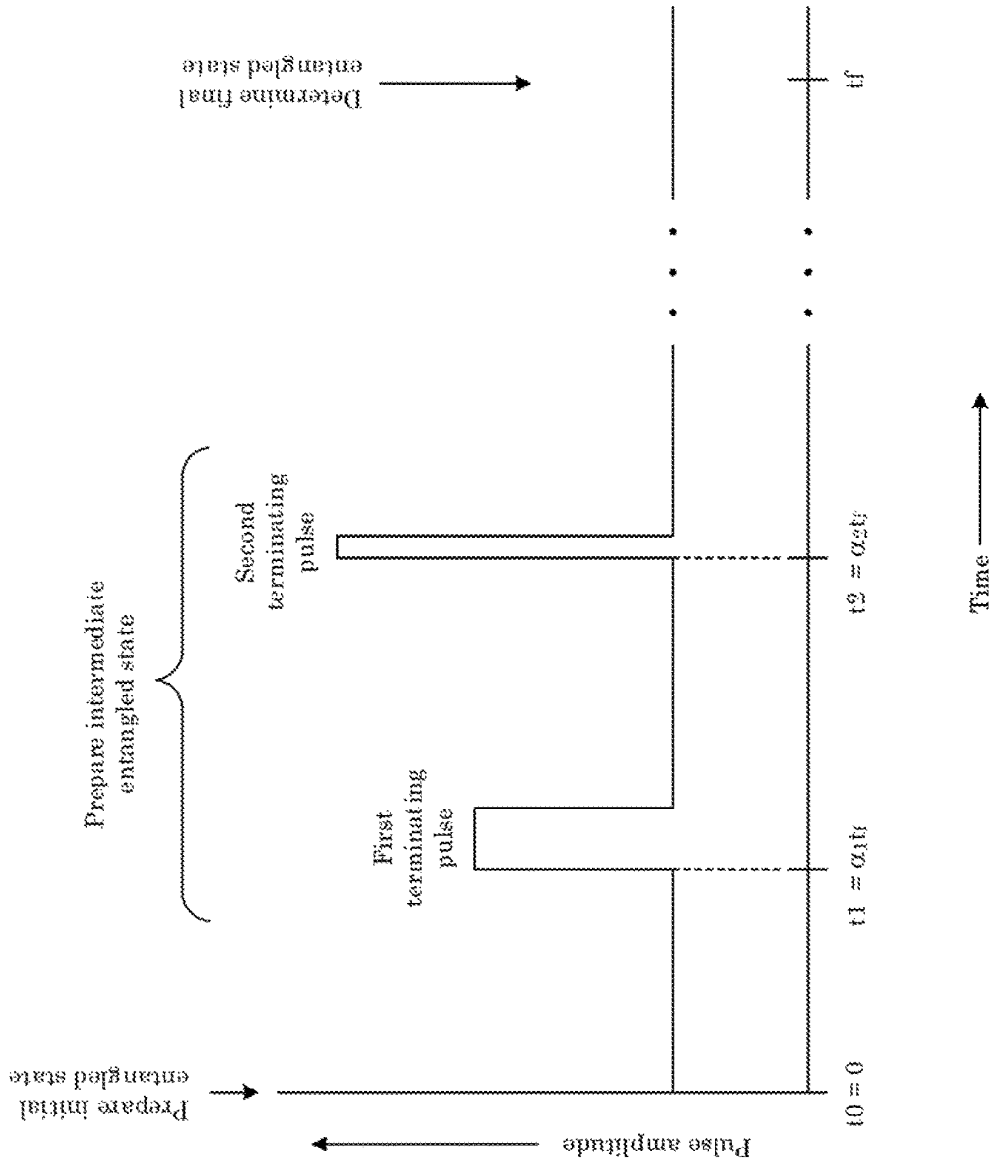 Prepare initial
entangled state
Prepare intermediate
entangled state
Determine final
entangled state
First
terminating
pulse
Second
terminating
pulse
Pulse amplitude
t0 = 0
t1 = α₁tf
t2 = α₂tf
tf
Time